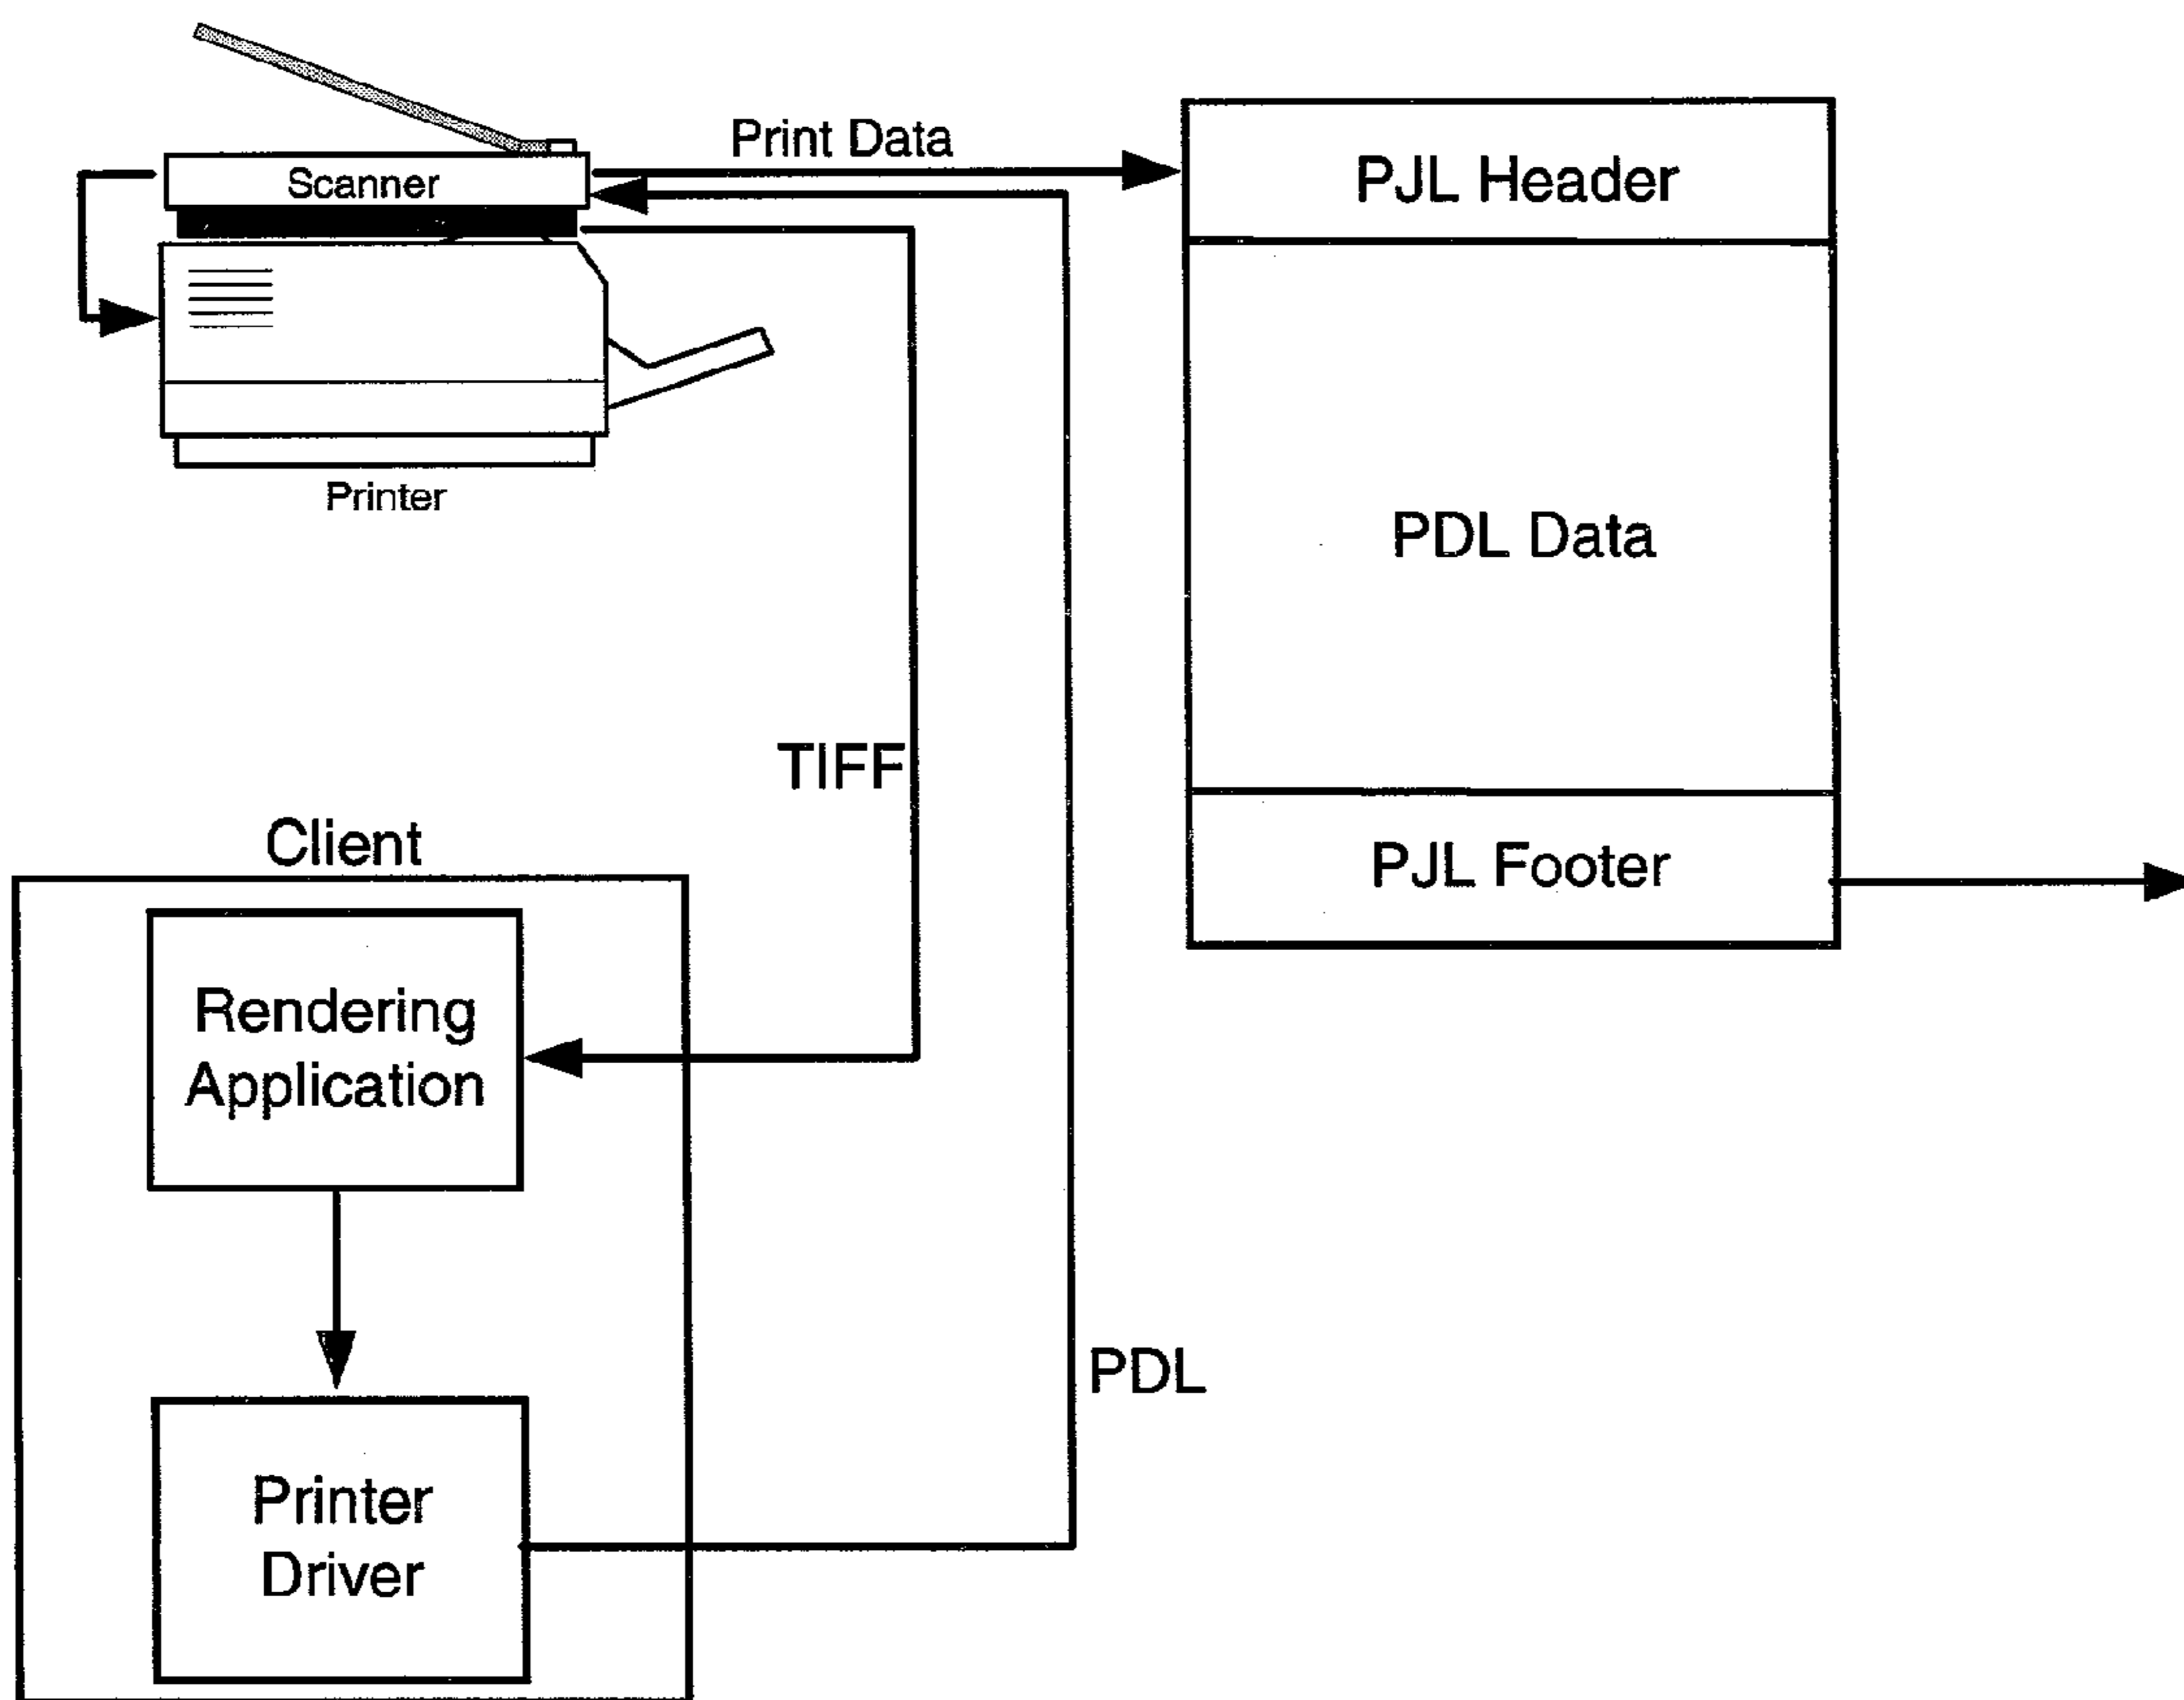 Print Data
Scanner
PJL Header
Printer
PDL Data
TIFF
Client
PJL Footer
Rendering
Application
PDL
Printer
Driver